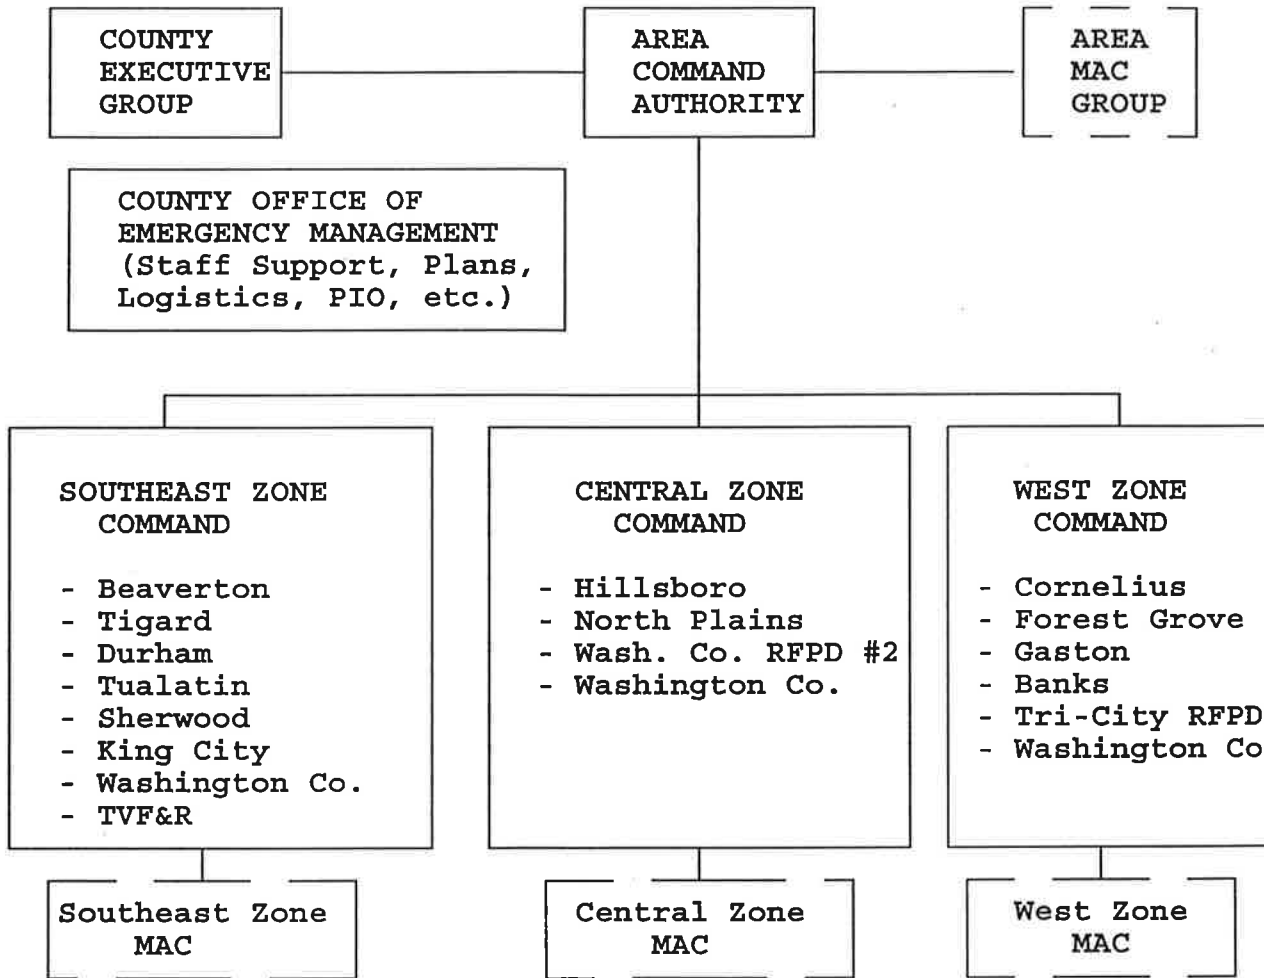 COUNTY
EXECUTIVE
GROUP
AREA
COMMAND
AUTHORITY
AREA
MAC
GROUP
COUNTY OFFICE OF
EMERGENCY MANAGEMENT
(Staff Support, Plans,
Logistics, PIO, etc.)
SOUTHEAST ZONE
COMMAND
- Beaverton
- Tigard
- Durham
- Tualatin
- Sherwood
- King City
- Washington Co.
- TVF&R
CENTRAL ZONE
COMMAND
- Hillsboro
- North Plains
- Wash. Co. RFPD #2
- Washington Co.
WEST ZONE
COMMAND
- Cornelius
- Forest Grove
- Gaston
- Banks
- Tri-City RFPD
- Washington Co
Southeast Zone
MAC
Central Zone
MAC
West Zone
MAC